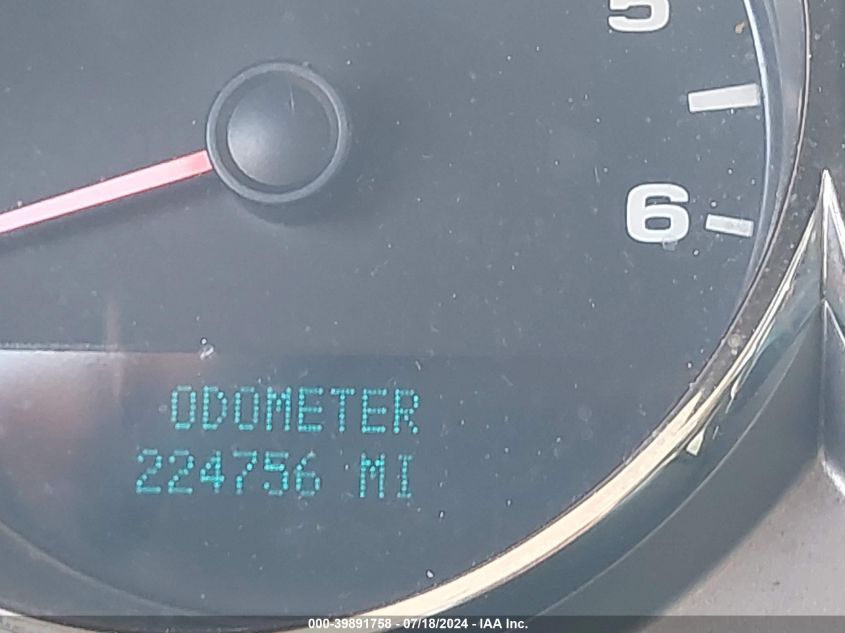 5
6
ODOMETER
224756 MI
000-39891758 - 07/18/2024 - IAA Inc.